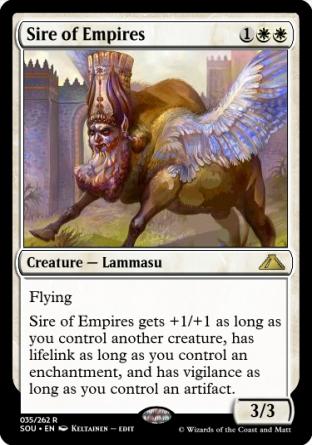 Sire of Empires 1
Creature — Lammasu
Flying
Sire of Empires gets +1/+1 as long as
you control another creature, has
lifelink as long as you control an
enchantment, and has vigilance as
long as you control an artifact.
3/3
035/262 R
SOU • EN Keltainen – edit
© Wizards of the Coast and Matt